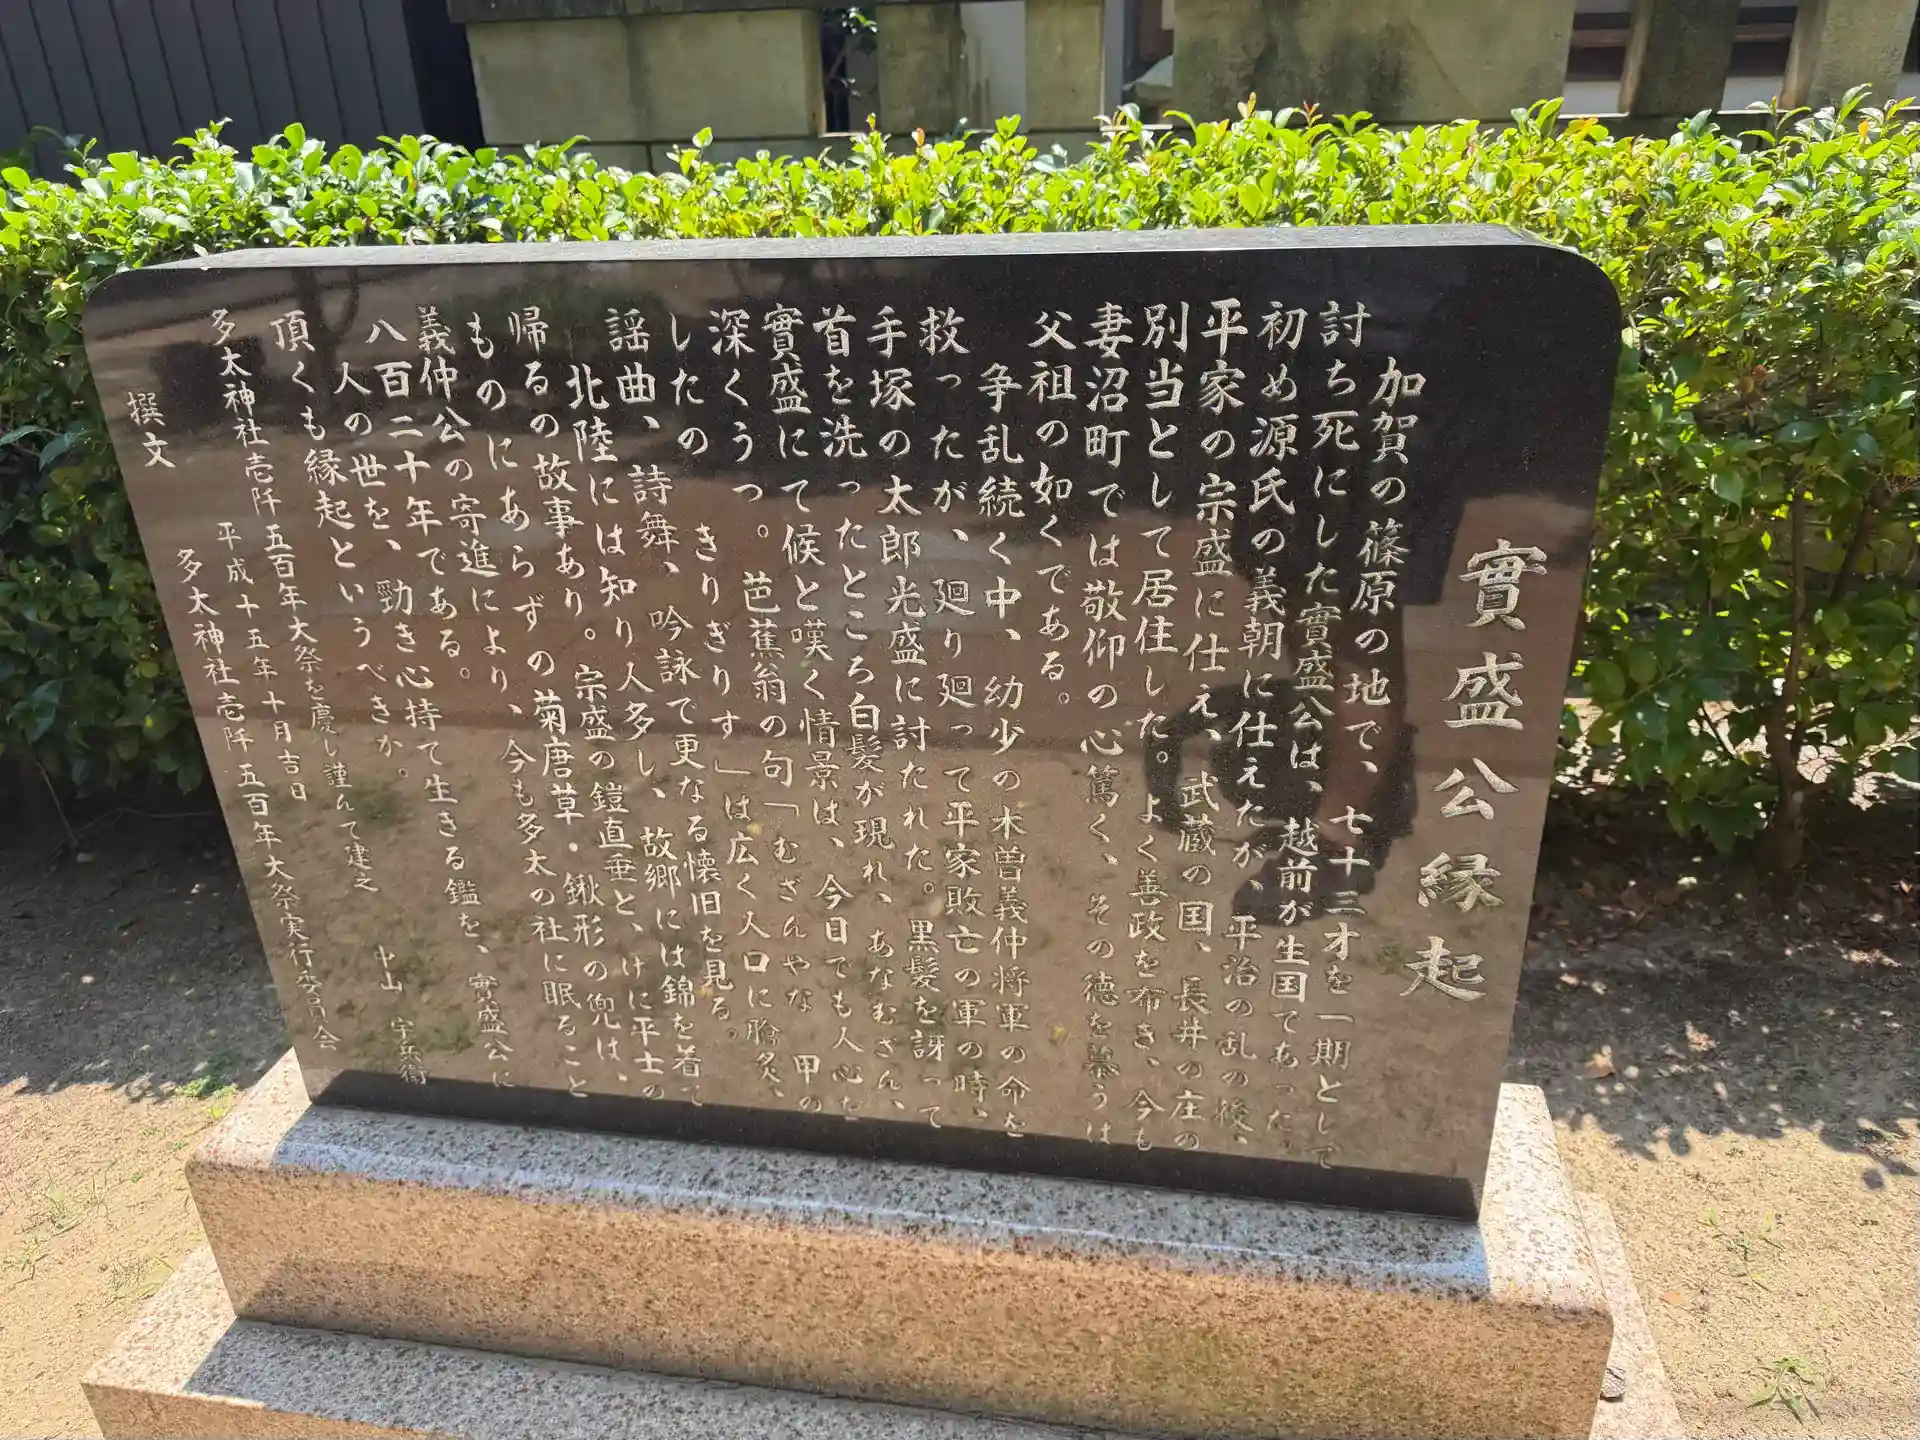 實盛公縁起
加賀の篠原の地で、七十三才を一期として
討ち死にした實盛公は、越前が生国であった。
初め源氏の義朝に仕えたが、平治の乱の後、
平家の宗盛に仕え、武蔵の国、長井の庄の
別当として居住した。よく善政を布き、今も
妻沼町では敬仰の心篤く、その徳を慕うは
父祖の如くである。
争乱続く中、幼少の木曽義仲将軍の命を
救ったが、廻り廻って平家敗亡の軍の時、
手塚の太郎光盛に討たれた。黒髪を訝って
首を洗ったところ白髪が現れ、あなむざん、
實盛にて候と嘆く情景は、今日でも人心を
深くうつ。芭蕉翁の句「むざんやな 甲の
したの きりぎりす」は広く人口に膾炙、
謡曲、詩舞、吟詠で更なる懐旧を見る。
北陸には知り人多し、故郷には錦を着て
帰るの故事あり。宗盛の鎧直垂と、けに平士の
ものにあらずの菊唐草・鍬形の兜は、
義仲公の寄進により、今も多太の社に眠ること
八百二十年である。
人の世を、勁き心持て生きる鑑を、實盛公に
頂くも縁起というべきか。
多太神社壱阡五百年大祭を慶し謹んで建之
平成十五年十月吉日
多太神社壱阡五百年大祭実行委員会
撰文 中山 宇兵衛